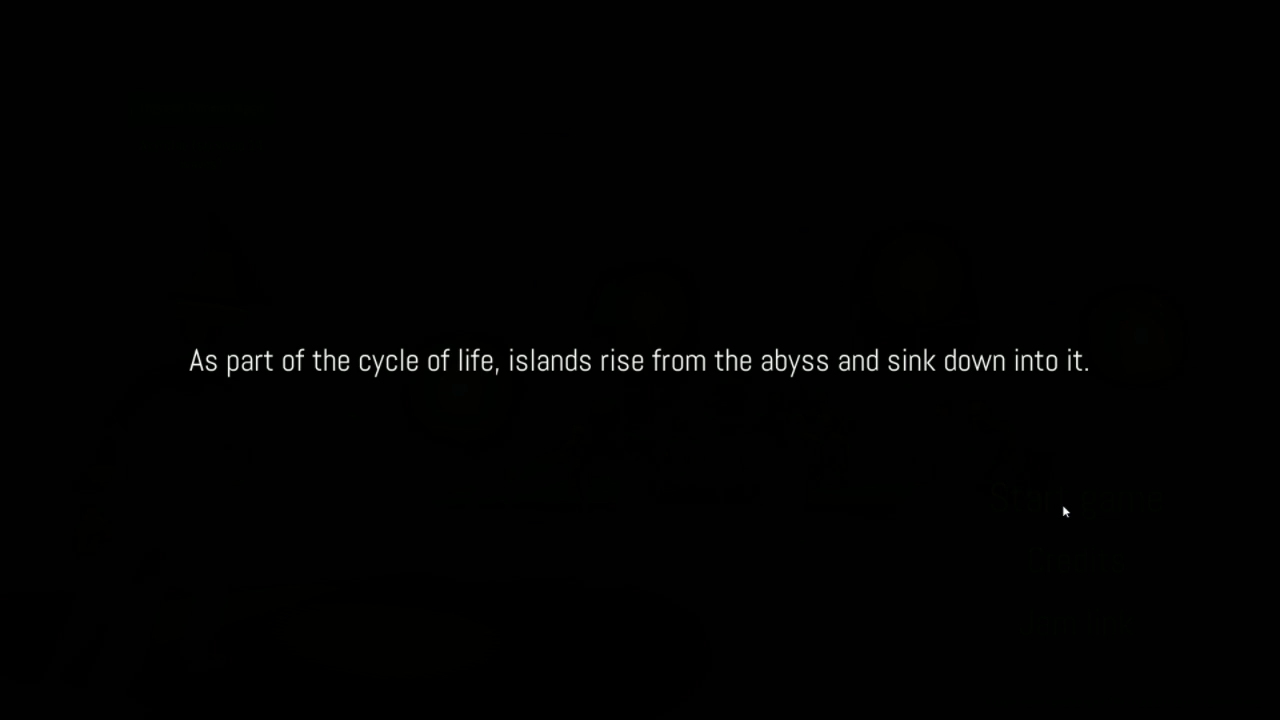 As part of the cycle of life, islands rise from the abyss and sink down into it.